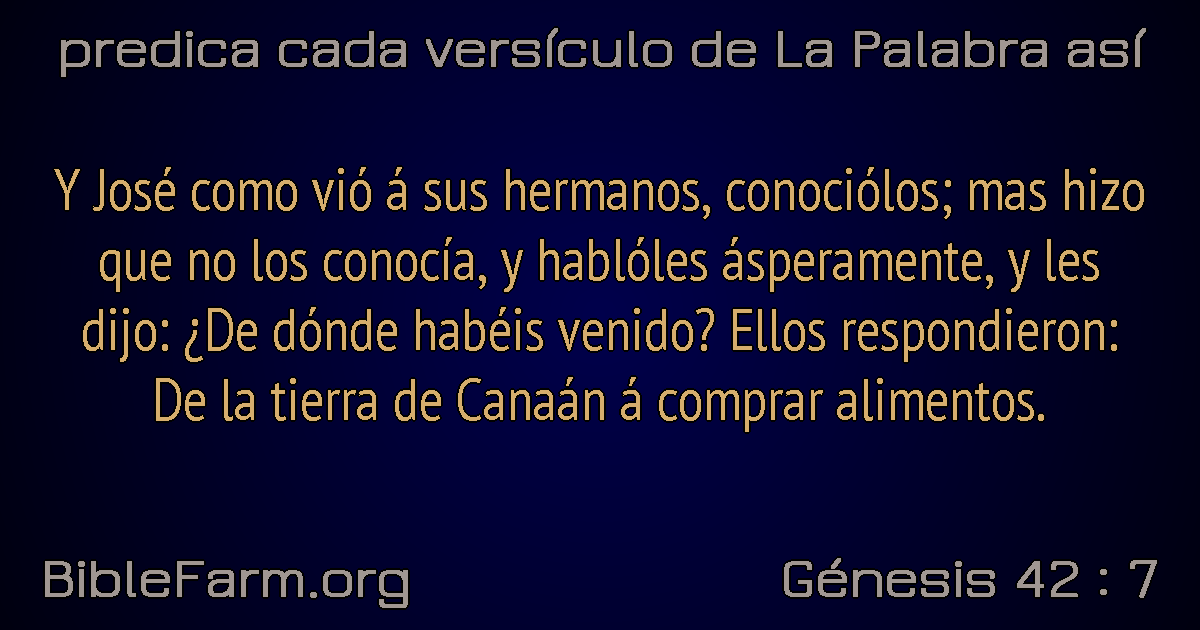 predica cada versículo de La Palabra así
Y José como vió á sus hermanos, conociólos; mas hizo
que no los conocía, y hablóles ásperamente, y les
dijo: ¿De dónde habéis venido? Ellos respondieron:
De la tierra de Canaán á comprar alimentos.
BibleFarm.org
Génesis 42 : 7